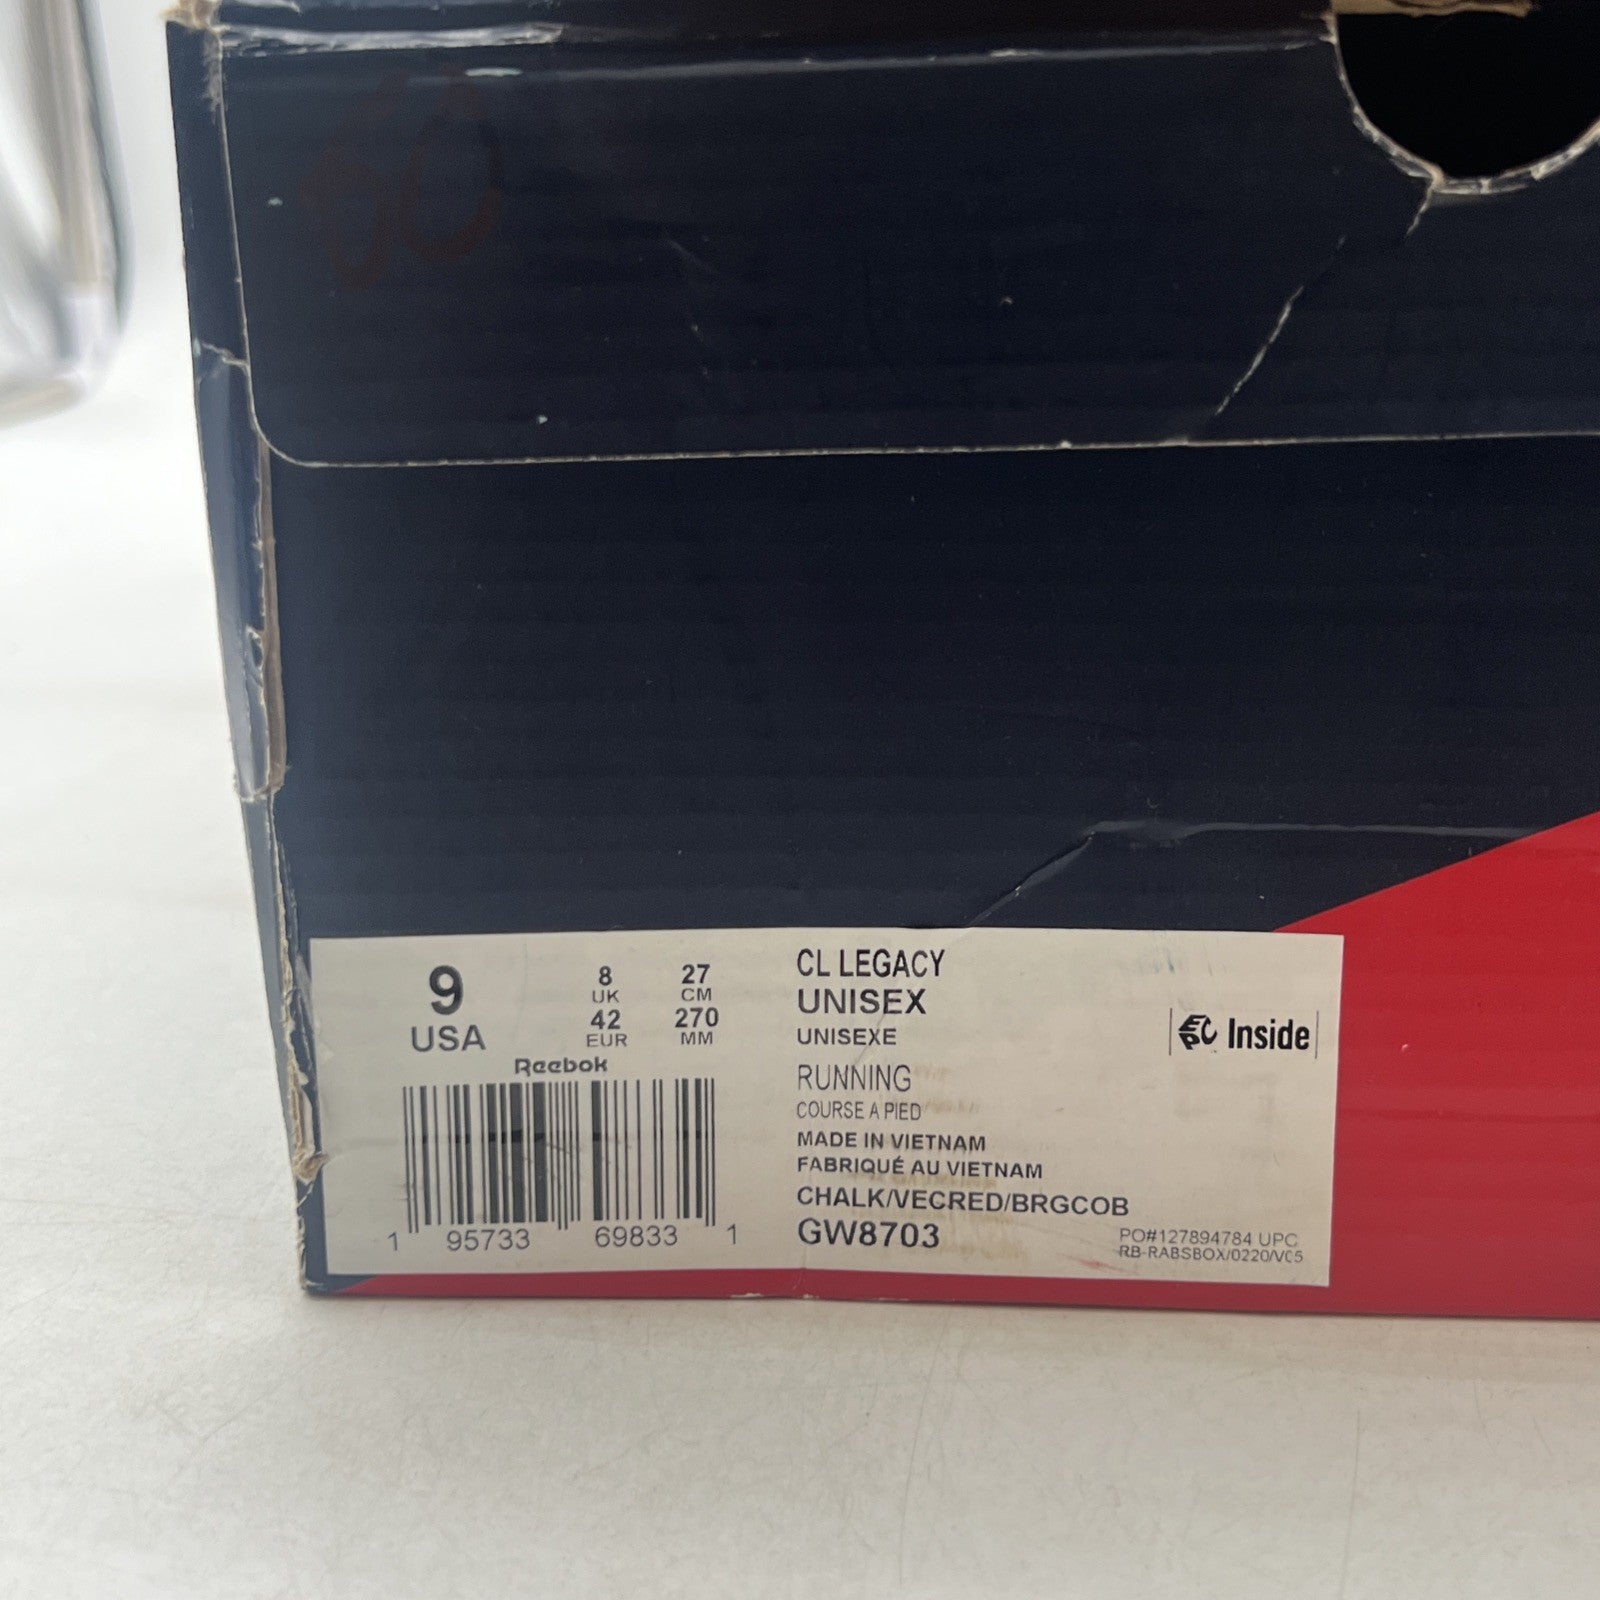 9
USA
8
UK
42
EUR
27
CM
270
MM
Reebok
1 95733 69833 1
CL LEGACY
UNISEX
UNISEXE
RUNNING
COURSE A PIED
MADE IN VIETNAM
FABRIQUÉ AU VIETNAM
CHALK/VECRED/BRGCOB
GW8703
EPC Inside
PO#127894784 UPC
RB-RABSBOX/0220/V05